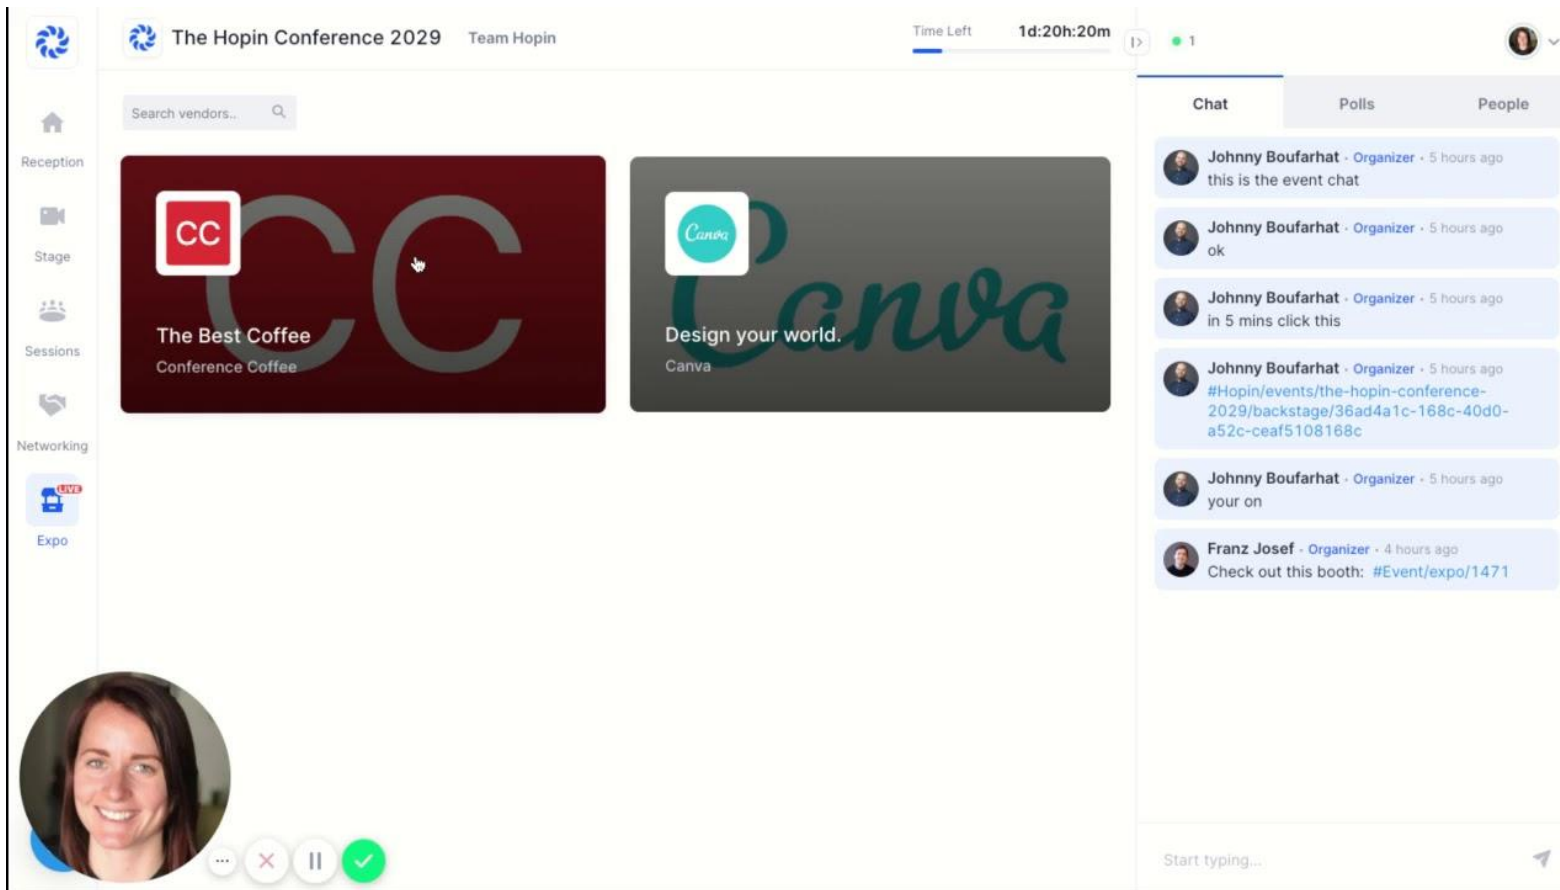 The Hopin Conference 2029 Team Hopin
Time Left 1d:20h:20m
1
Search vendors..
Reception
Stage
Sessions
Networking
LIVE
Expo
CC
CC
The Best Coffee
Conference Coffee
Canva
Canva
Design your world.
Canva
Chat Polls People
Johnny Boufarhat · Organizer · 5 hours ago
this is the event chat
Johnny Boufarhat · Organizer · 5 hours ago
ok
Johnny Boufarhat · Organizer · 5 hours ago
in 5 mins click this
Johnny Boufarhat · Organizer · 5 hours ago
#Hopin/events/the-hopin-conference-
2029/backstage/36ad4a1c-168c-40d0-
a52c-ceaf5108168c
Johnny Boufarhat · Organizer · 5 hours ago
your on
Franz Josef · Organizer · 4 hours ago
Check out this booth: #Event/expo/1471
Start typing...